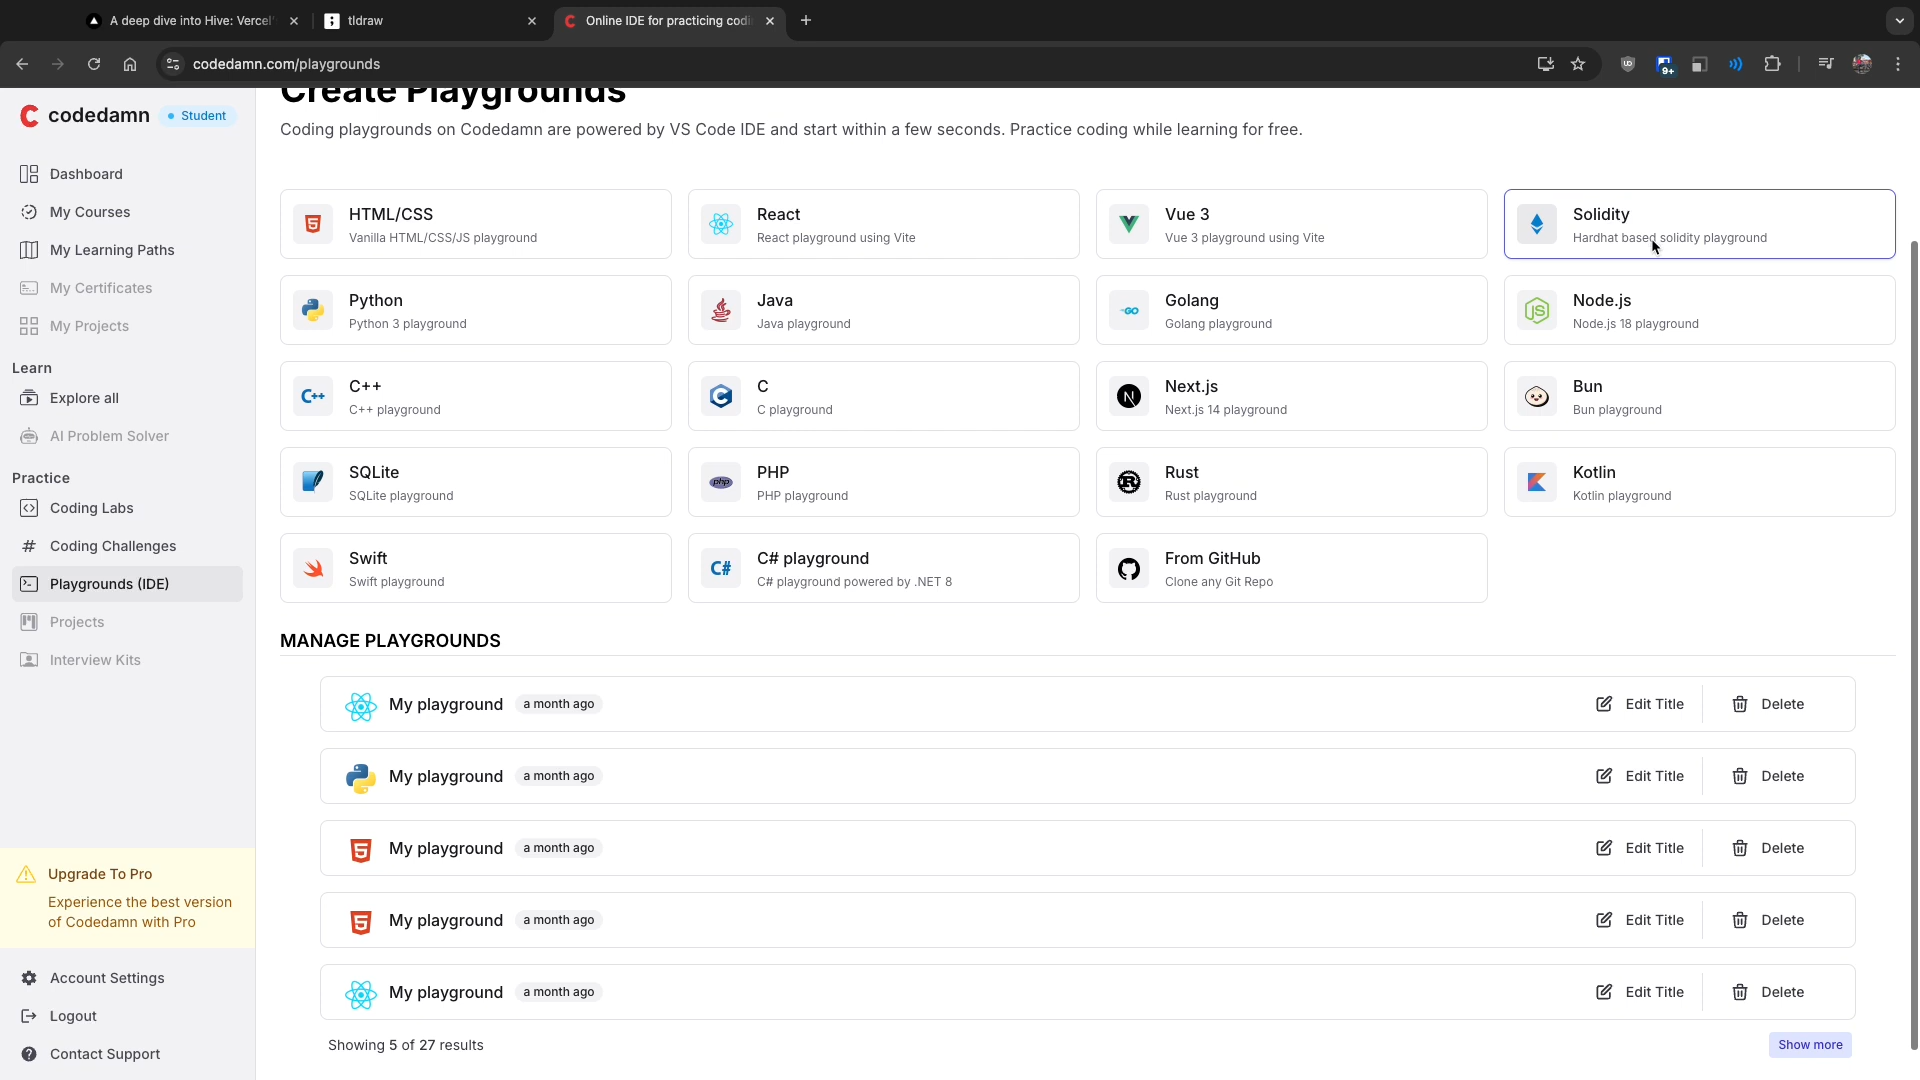 A deep dive into Hive: Vercel'
tldraw
Online IDE for practicing codi
codedamn.com/playgrounds
9+
codedamn
Student
Dashboard
My Courses
My Learning Paths
My Certificates
My Projects
Learn
Explore all
AI Problem Solver
Practice
Coding Labs
Coding Challenges
Playgrounds (IDE)
Projects
Interview Kits
Upgrade To Pro
Experience the best version
of Codedamn with Pro
Account Settings
Logout
Contact Support
Create Playgrounds
Coding playgrounds on Codedamn are powered by VS Code IDE and start within a few seconds. Practice coding while learning for free.
HTML/CSS
Vanilla HTML/CSS/JS playground
React
React playground using Vite
Vue 3
Vue 3 playground using Vite
Solidity
Hardhat based solidity playground
Python
Python 3 playground
Java
Java playground
GO
Golang
Golang playground
JS
Node.js
Node.js 18 playground
C++
C++
C++ playground
C
C
C playground
N
Next.js
Next.js 14 playground
Bun
Bun playground
SQLite
SQLite playground
php
PHP
PHP playground
R
Rust
Rust playground
Kotlin
Kotlin playground
Swift
Swift playground
C#
C# playground
C# playground powered by .NET 8
From GitHub
Clone any Git Repo
MANAGE PLAYGROUNDS
My playground a month ago Edit Title Delete
My playground a month ago Edit Title Delete
5 My playground a month ago Edit Title Delete
5 My playground a month ago Edit Title Delete
My playground a month ago Edit Title Delete
Showing 5 of 27 results
Show more